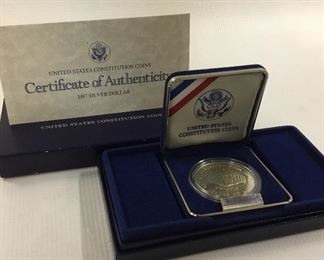 UNITED STATES CONSTITUTION COINS
Certificate of Authenticity
1987 SILVER DOLLAR
UNITED STATES CONSTITUTION COINS
UNITED STATES
CONSTITUTION COINS